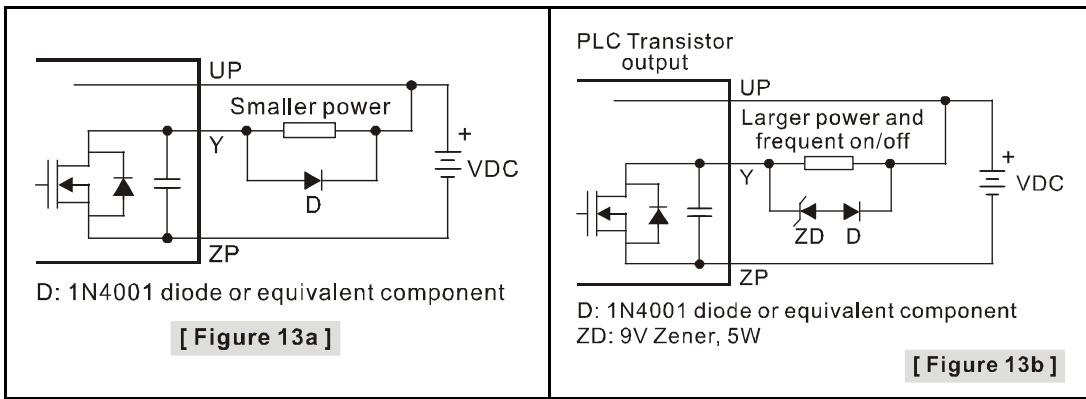 UP
Smaller power
Y
+
VDC
D
ZP
D: 1N4001 diode or equivalent component
[ Figure 13a ]
PLC Transistor
output
UP
Larger power and
frequent on/off
Y
+
VDC
ZD D
ZP
D: 1N4001 diode or equivalent component
ZD: 9V Zener, 5W
[ Figure 13b ]